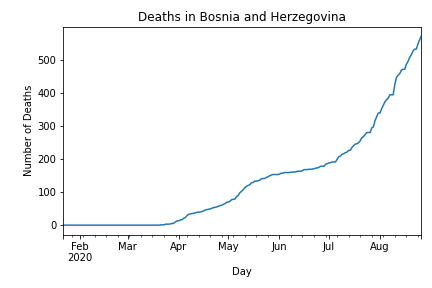 Deaths in Bosnia and Herzegovina
Number of Deaths
500
400
300
200
100
0
Feb Mar Apr May Jun Jul Aug
2020
Day